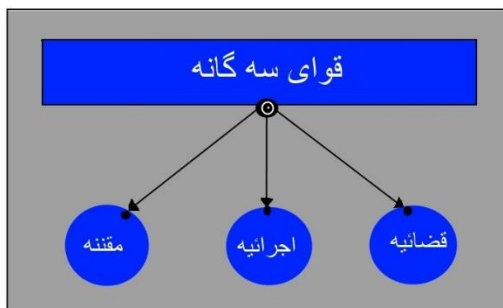 قوای سه گانه
قضائیه
اجرائیه
مقننه